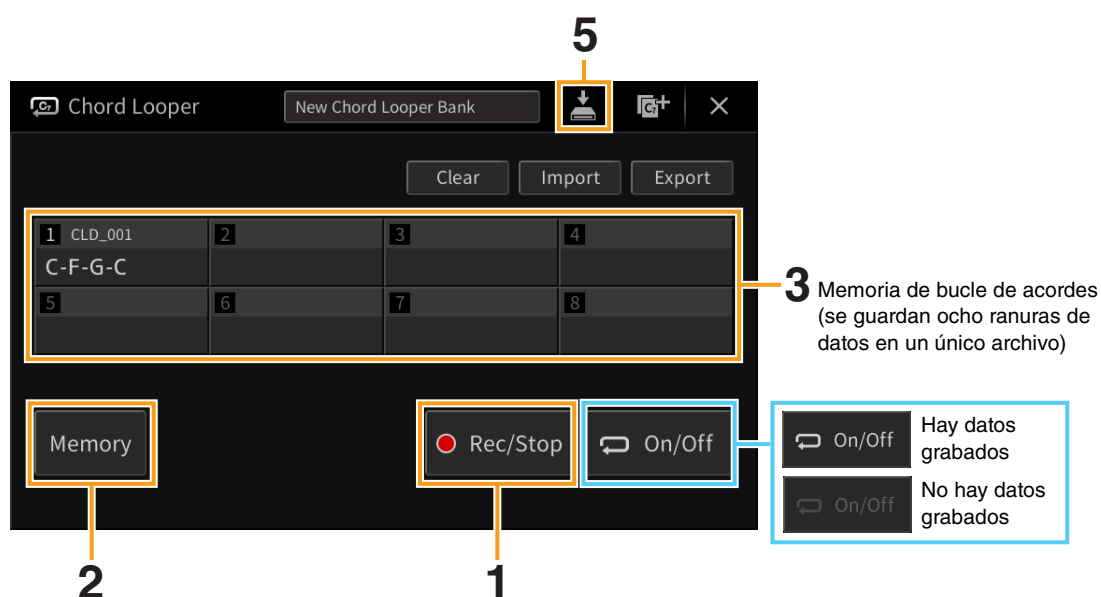 5
C7 Chord Looper
New Chord Looper Bank
C7
Clear
Import
Export
1 CLD_001
C-F-G-C
2
3
4
5
6
7
8
3 Memoria de bucle de acordes
(se guardan ocho ranuras de
datos en un único archivo)
Memory
Rec/Stop
On/Off
On/Off
Hay datos
grabados
On/Off
No hay datos
grabados
2
1